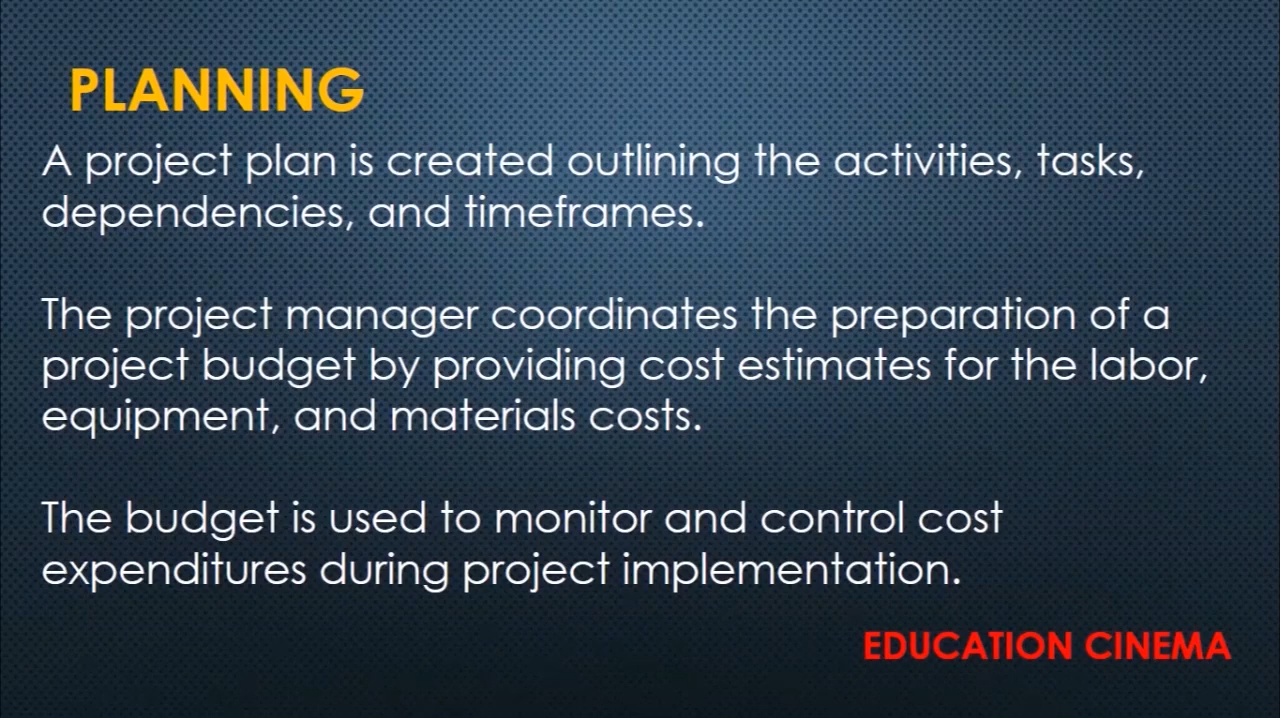 PLANNING
A project plan is created outlining the activities, tasks,
dependencies, and timeframes.
The project manager coordinates the preparation of a
project budget by providing cost estimates for the labor,
equipment, and materials costs.
The budget is used to monitor and control cost
expenditures during project implementation.
EDUCATION CINEMA